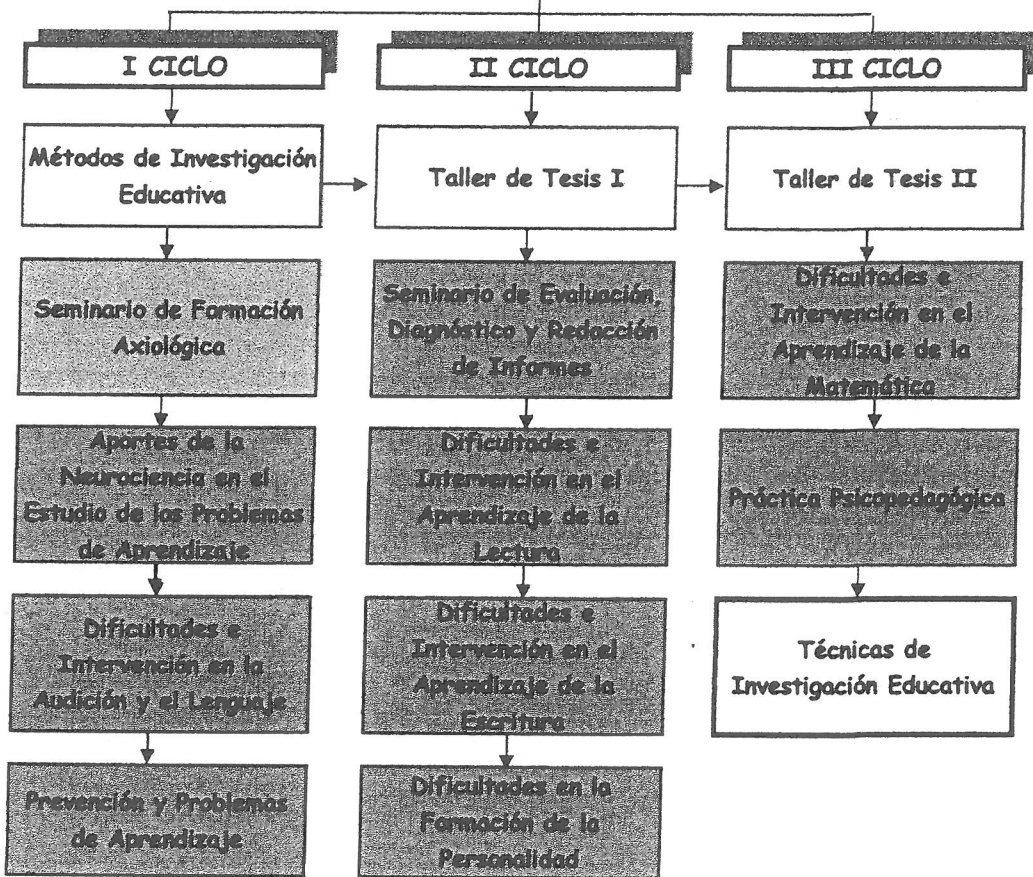 I CICLO
Métodos de Investigación
Educativa
Seminario de Formación
Axiológica
Aportes de la
Neurociencia en el
Estudio de los Problemas
de Aprendizaje
Dificultades e
Intervención en la
Audición y el Lenguaje
Prevención y Problemas
de Aprendizaje
II CICLO
Taller de Tesis I
Seminario de Evaluación,
Diagnóstico y Redacción
de Informes
Dificultades e
Intervención en el
Aprendizaje de la
Lectura
Dificultades e
Intervención en el
Aprendizaje de la
Escritura
Dificultades en la
Formación de la
Personalidad
III CICLO
Taller de Tesis II
Dificultades e
Intervención en el
Aprendizaje de la
Matemática
Práctica Psicopedagógica
Técnicas de
Investigación Educativa